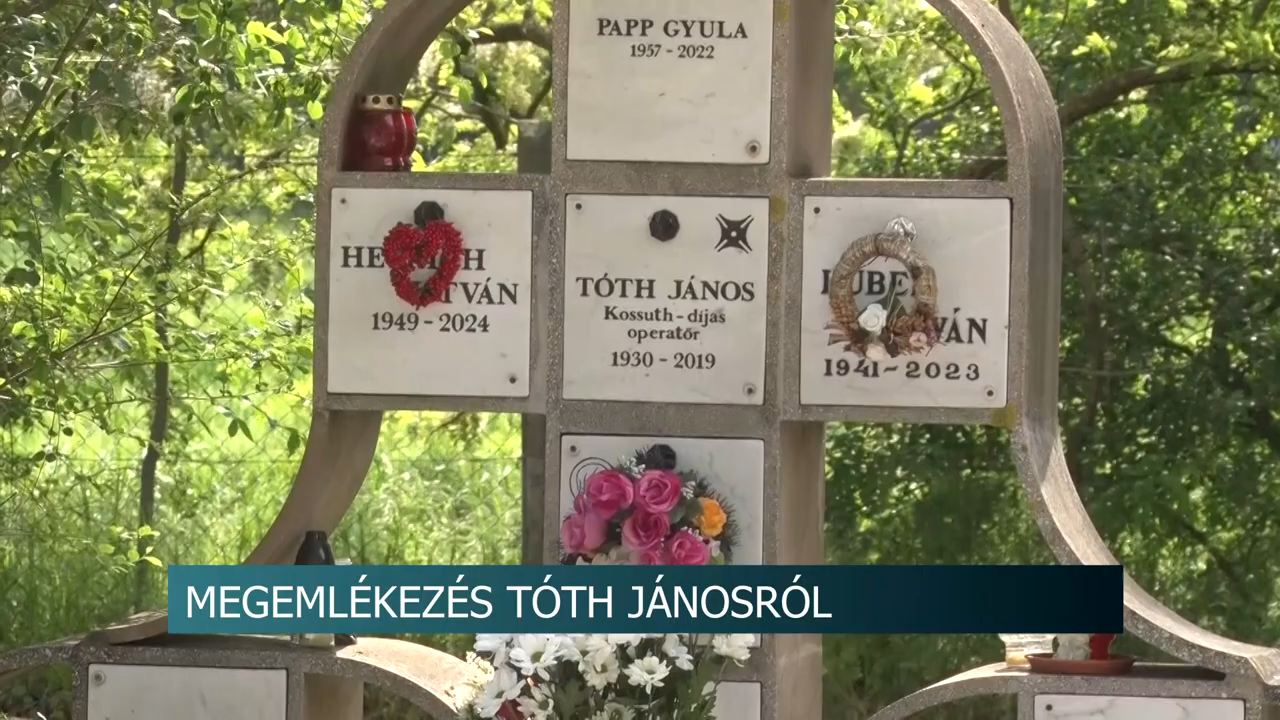 PAPP GYULA
1957 - 2022
TÓTH JÁNOS
Kossuth - díjas
operatőr
1930 - 2019
1949 - 2024
1941 - 2023
MEGEMLÉKEZÉS TÓTH JÁNOSRÓL